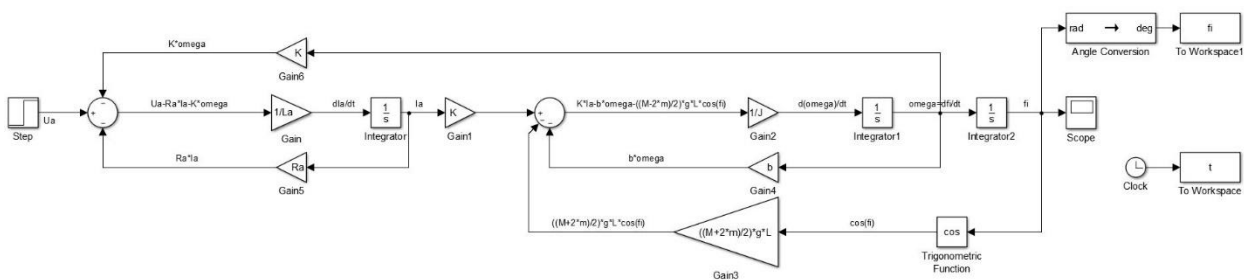 rad → deg
fi
Angle Conversion
To Workspace1
K*omega
K
Gain6
Ua-Ra*Ia-K*omega
dIa/dt
Ia
K*Ia-b*omega-((M-2*m)/2)*g*L*cos(fi)
d(omega)/dt
omega=dfi/dt
fi
Step
Ua
1/La
Gain
1
s
Integrator
K
Gain1
1/J
Gain2
1
s
Integrator1
1
s
Integrator2
Scope
Ra*Ia
Ra
Gain5
b*omega
b
Gain4
Clock
t
To Workspace
((M+2*m)/2)*g*L*cos(fi)
((M+2*m)/2)*g*L
Gain3
cos(fi)
cos
Trigonometric
Function